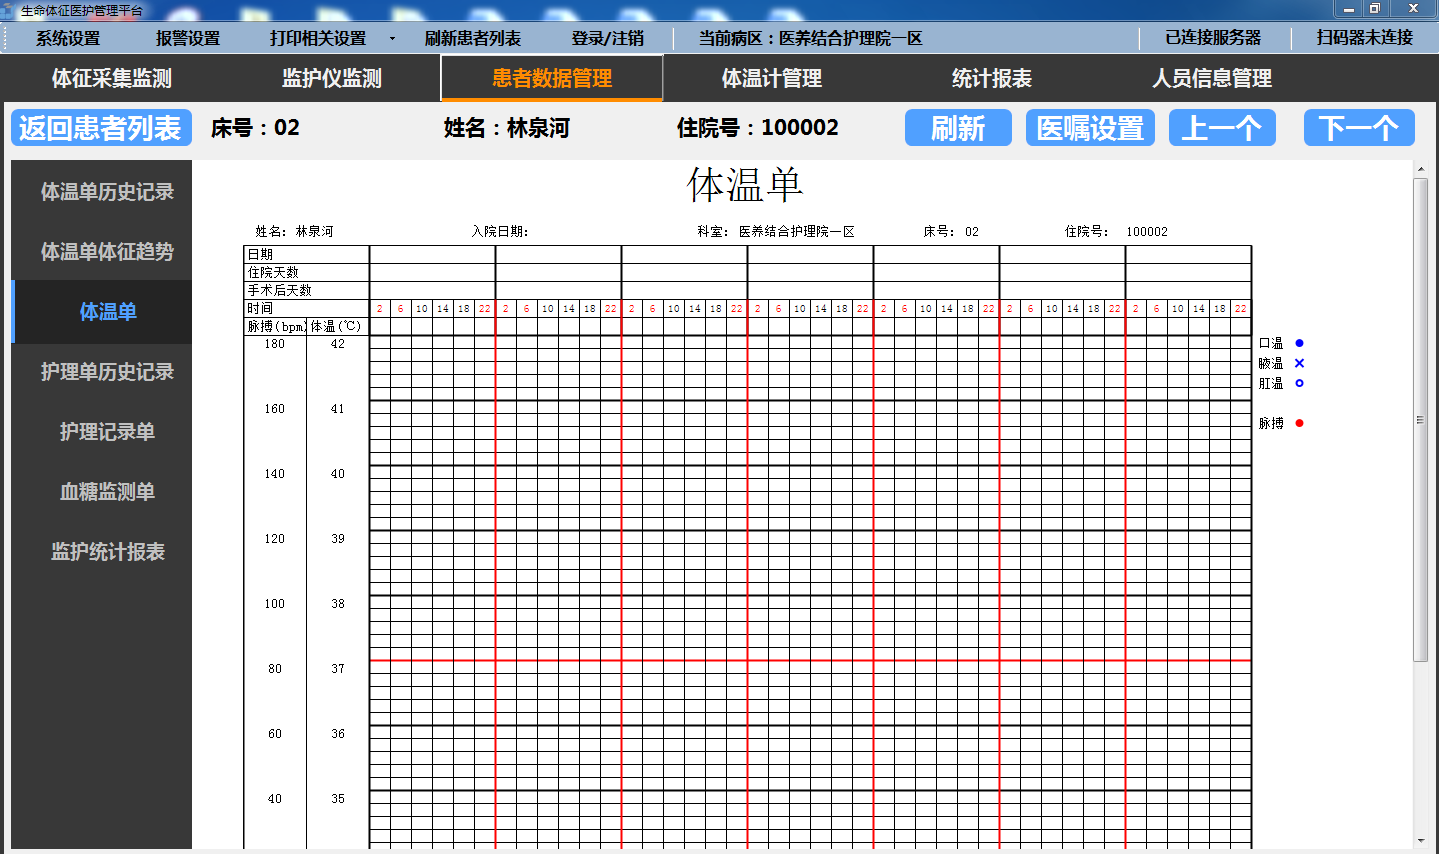 生命体征医护管理平台
系统设置 报警设置 打印相关设置 刷新患者列表 登录/注销 当前病区：医养结合护理院一区 已连接服务器 扫码器未连接
体征采集监测 监护仪监测 患者数据管理 体温计管理 统计报表 人员信息管理
返回患者列表 床号：02 姓名：林泉河 住院号：100002 刷新 医嘱设置 上一个 下一个
体温单历史记录
体温单体征趋势
体温单
护理单历史记录
护理记录单
血糖监测单
监护统计报表
体温单
姓名：林泉河 入院日期： 科室：医养结合护理院一区 床号：02 住院号：100002
日期
住院天数
手术后天数
时间 2 6 10 14 18 22 2 6 10 14 18 22 2 6 10 14 18 22 2 6 10 14 18 22 2 6 10 14 18 22 2 6 10 14 18 22 2 6 10 14 18 22
脉搏(bpm) 体温(℃)
180 42
160 41
140 40
120 39
100 38
80 37
60 36
40 35
口温
腋温
肛温
脉搏